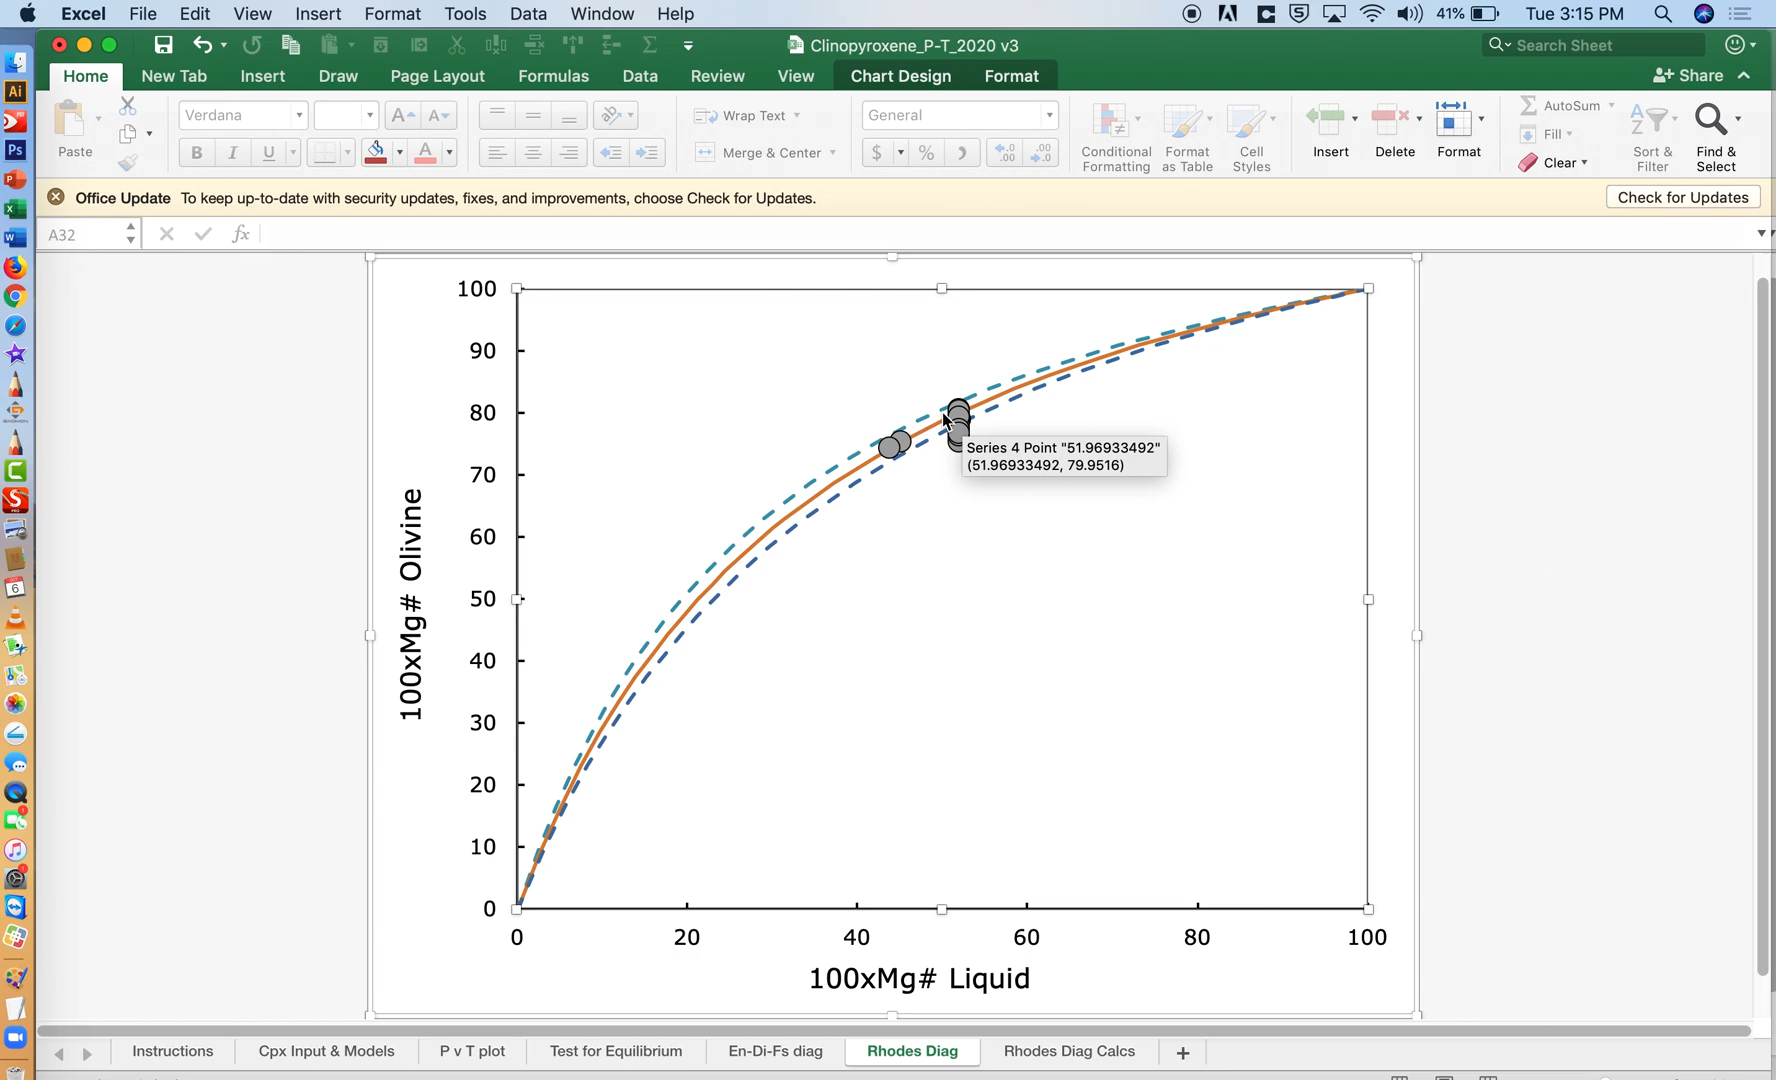 Excel File Edit View Insert Format Tools Data Window Help 41% Tue 3:15 PM
Clinopyroxene_P-T_2020 v3
Search Sheet
Home New Tab Insert Draw Page Layout Formulas Data Review View Chart Design Format
Share
Paste
Verdana
A A
Wrap Text
General
B I U
A
Merge & Center
$ %
Conditional Formatting
Format as Table
Cell Styles
Insert
Delete
Format
AutoSum
Fill
Clear
Sort & Filter
Find & Select
Office Update To keep up-to-date with security updates, fixes, and improvements, choose Check for Updates.
Check for Updates
A32
fx
100
90
80
70
60
50
40
30
20
10
0
100xMg# Olivine
Series 4 Point "51.96933492"
(51.96933492, 79.9516)
0 20 40 60 80 100
100xMg# Liquid
Instructions Cpx Input & Models P v T plot Test for Equilibrium En-Di-Fs diag Rhodes Diag Rhodes Diag Calcs +
Ai
Ps